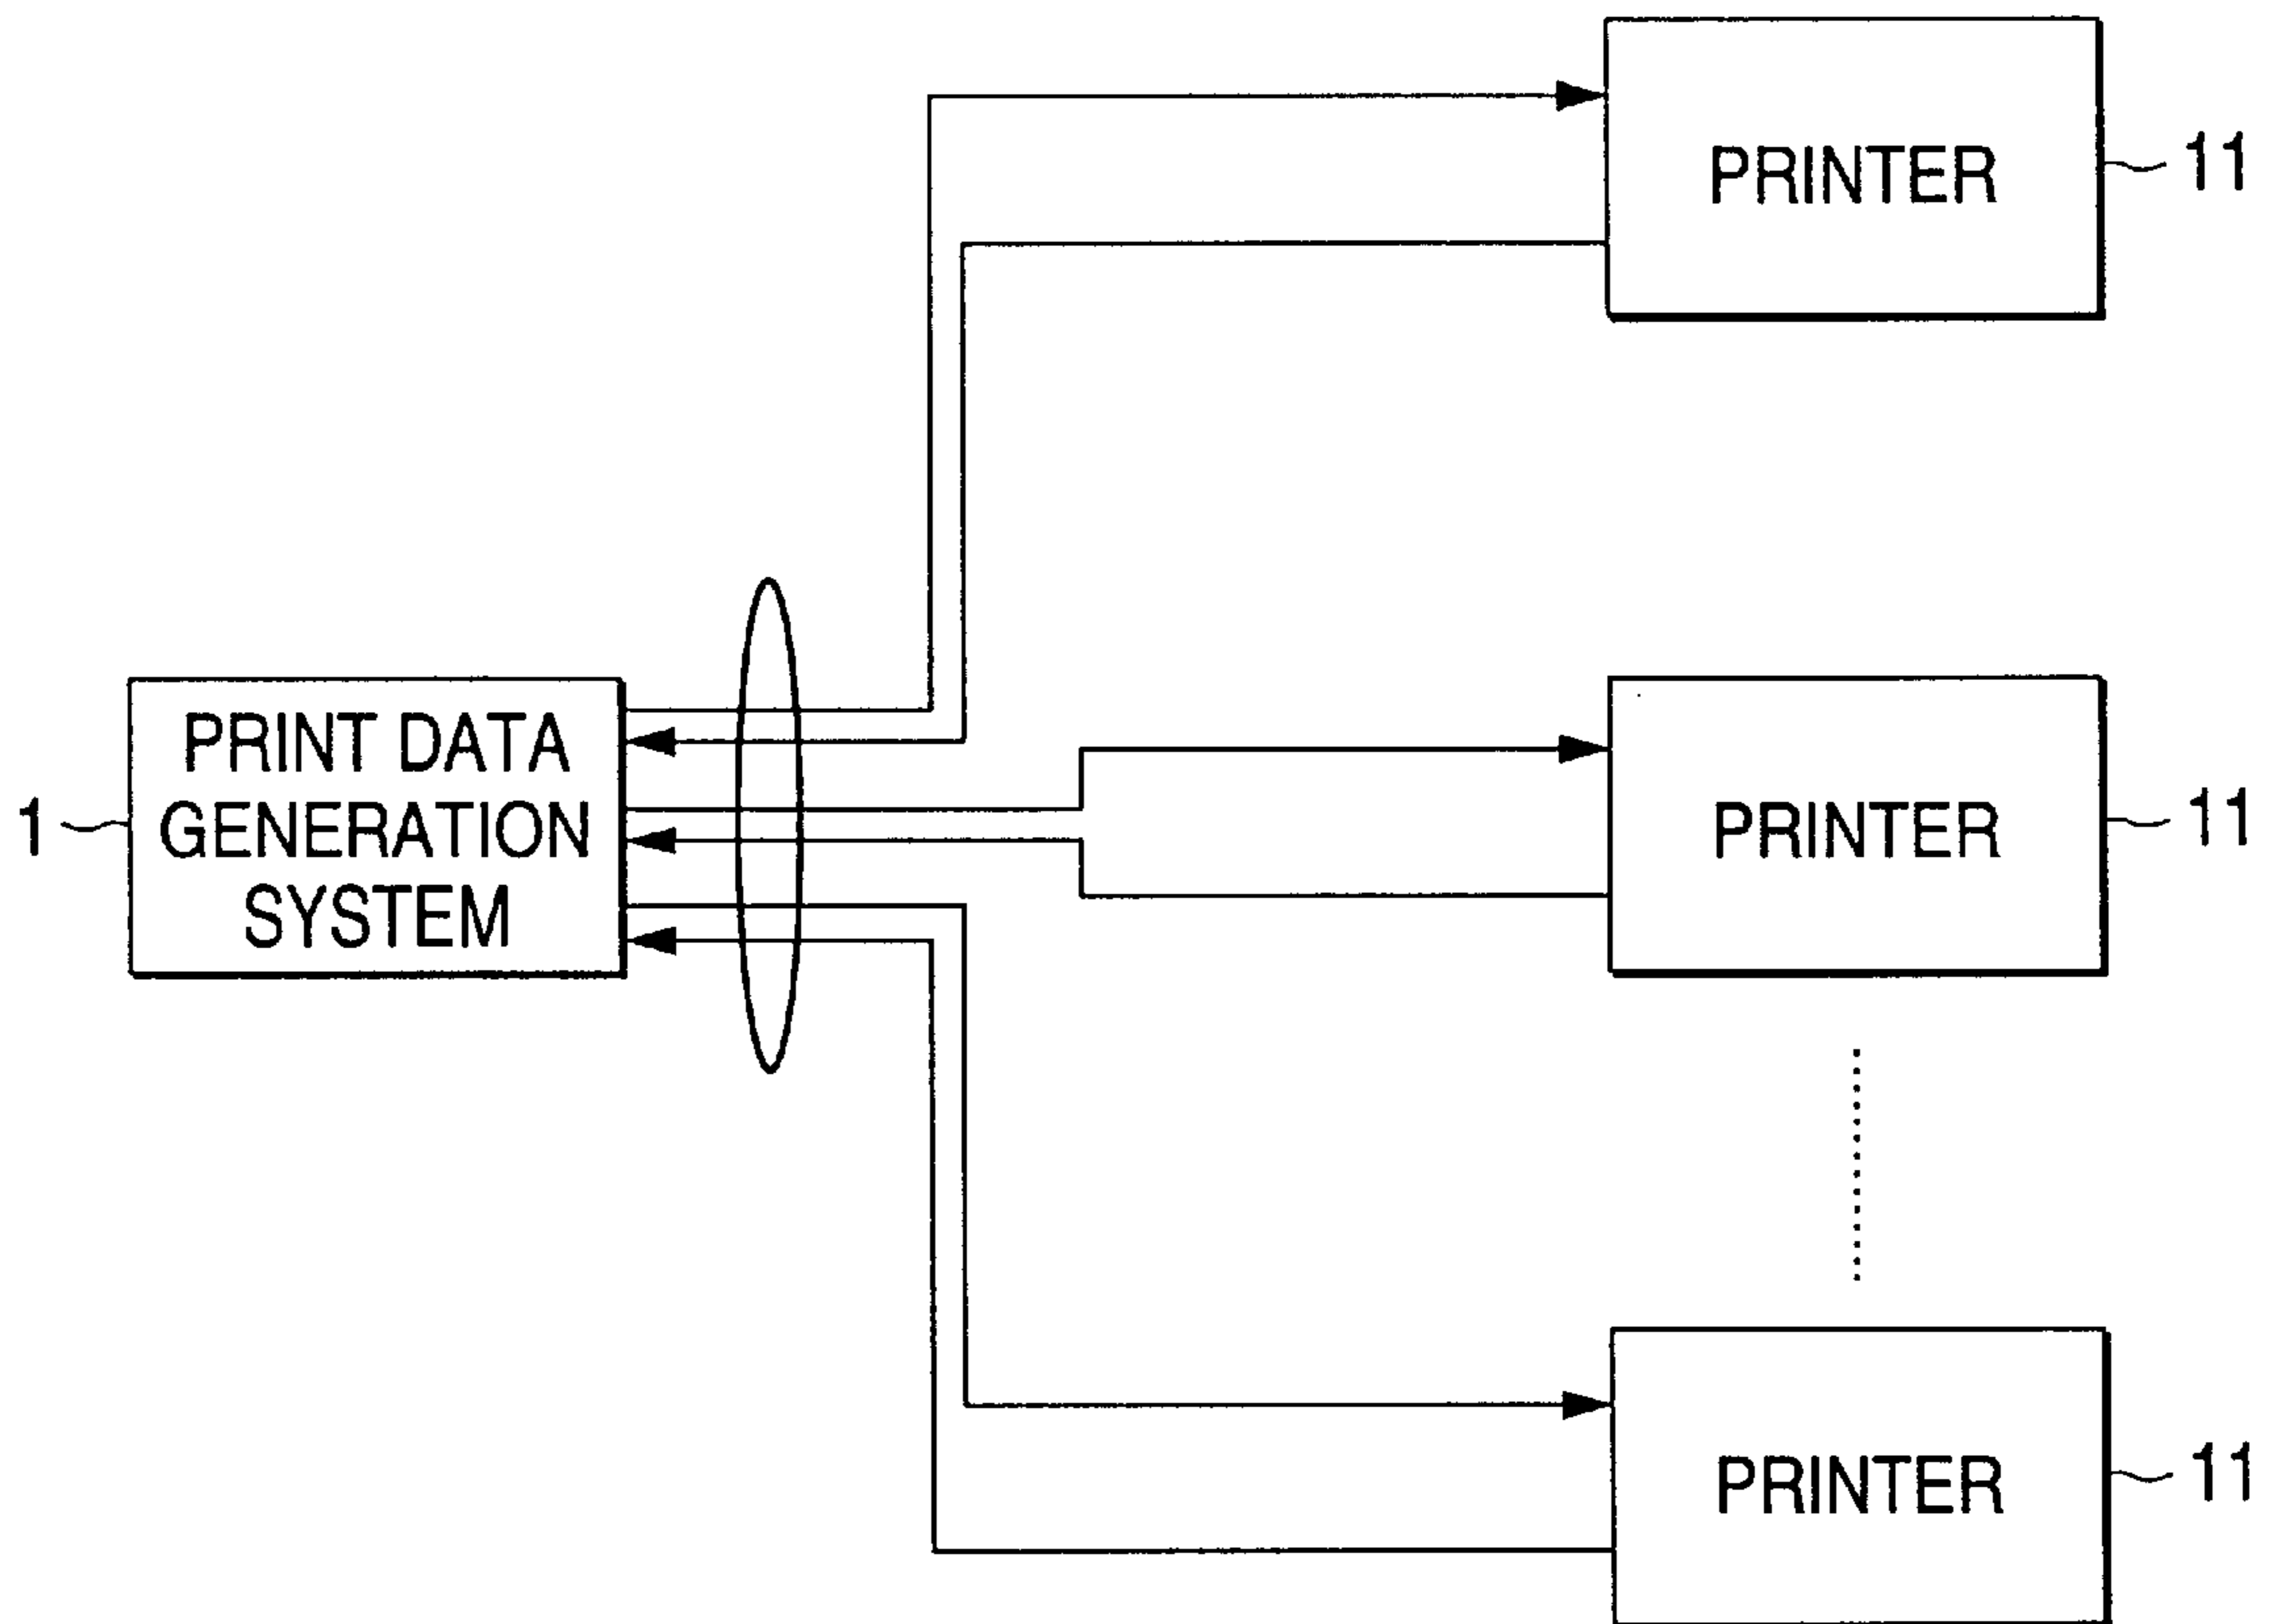 PRINTER
11
1
PRINT DATA
GENERATION
SYSTEM
PRINTER
11
PRINTER
11